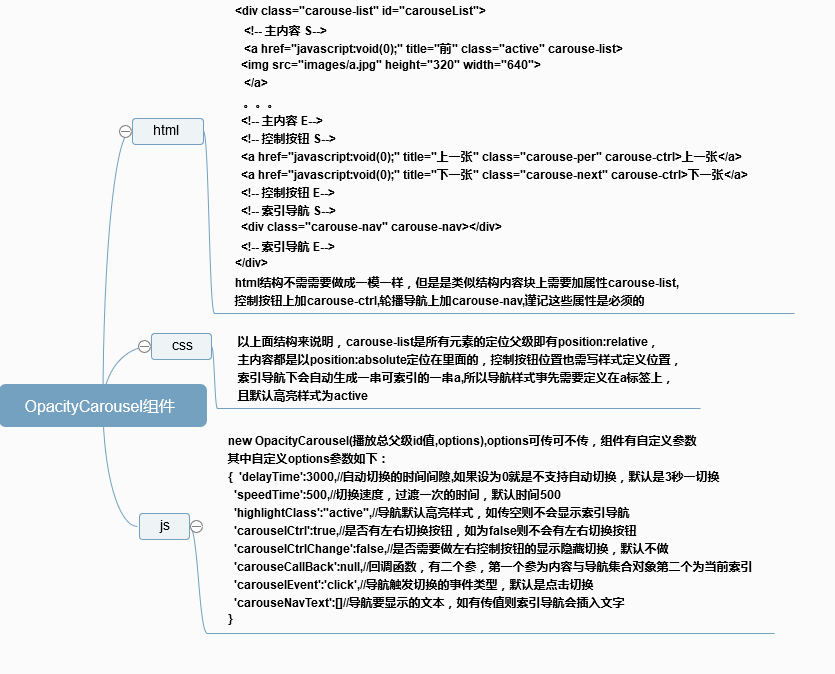 <div class="carouse-list" id="carouseList">
<!-- 主内容 S-->
<a href="javascript:void(0);" title="前" class="active" carouse-list>
<img src="images/a.jpg" height="320" width="640">
</a>
。。。
<!-- 主内容 E-->
<!-- 控制按钮 S-->
<a href="javascript:void(0);" title="上一张" class="carouse-per" carouse-ctrl>上一张</a>
<a href="javascript:void(0);" title="下一张" class="carouse-next" carouse-ctrl>下一张</a>
<!-- 控制按钮 E-->
<!-- 索引导航 S-->
<div class="carouse-nav" carouse-nav></div>
<!-- 索引导航 E-->
</div>
html结构不需需要做成一模一样，但是是类似结构内容块上需要加属性carouse-list,
控制按钮上加carouse-ctrl,轮播导航上加carouse-nav,谨记这些属性是必须的
html
以上面结构来说明，carouse-list是所有元素的定位父级即有position:relative，
主内容都是以position:absolute定位在里面的，控制按钮位置也需写样式定义位置，
索引导航下会自动生成一串可索引的一串a,所以导航样式亊先需要定义在a标签上，
且默认高亮样式为active
css
OpacityCarousel组件
new OpacityCarousel(播放总父级id值,options),options可传可不传，组件有自定义参数
其中自定义options参数如下：
{ 'delayTime':3000,//自动切换的时间间隙,如果设为0就是不支持自动切换，默认是3秒一切换
'speedTime':500,//切换速度，过渡一次的时间，默认时间500
'highlightClass':"active",//导航默认高亮样式，如传空则不会显示索引导航
'carouselCtrl':true,//是否有左右切换按钮，如为false则不会有左右切换按钮
'carouselCtrlChange':false,//是否需要做左右控制按钮的显示隐藏切换，默认不做
'carouseCallBack':null,//回调函数，有二个参，第一个参为内容与导航集合对象第二个为当前索引
'carouselEvent':'click',//导航触发切换的亊件类型，默认是点击切换
'carouseNavText':[]//导航要显示的文本，如有传值则索引导航会插入文字
}
js